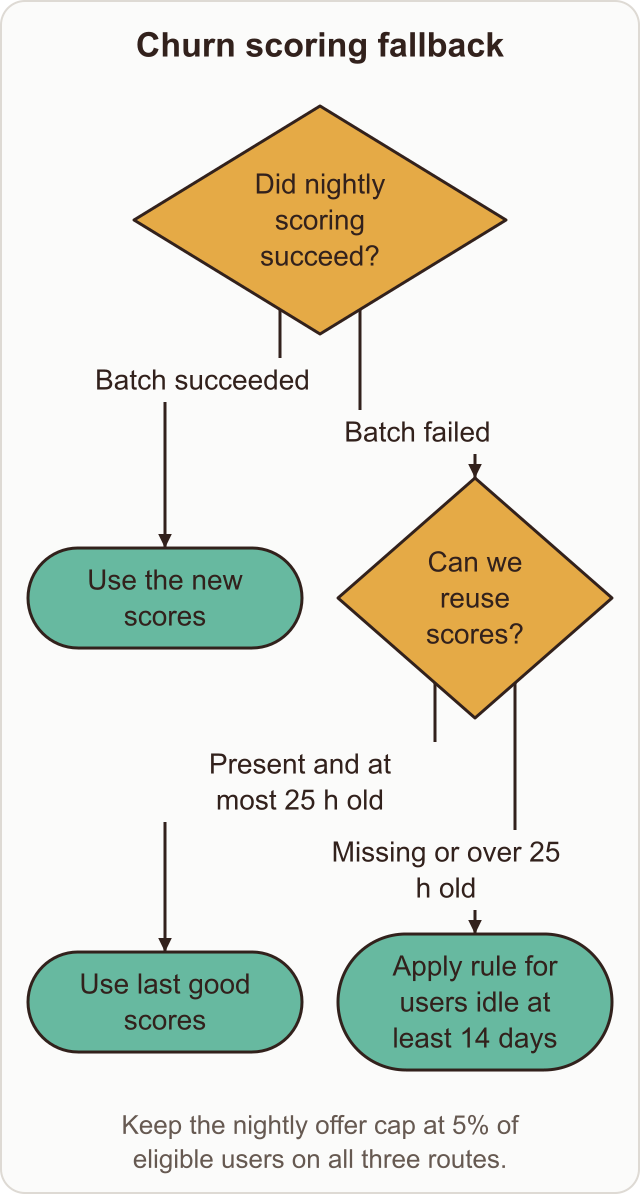 Churn scoring fallback
Did nightly
scoring
succeed?
Batch succeeded
Batch failed
Use the new
scores
Can we
reuse
scores?
Present and at
most 25 h old
Missing or over 25
h old
Use last good
scores
Apply rule for
users idle at
least 14 days
Keep the nightly offer cap at 5% of
eligible users on all three routes.